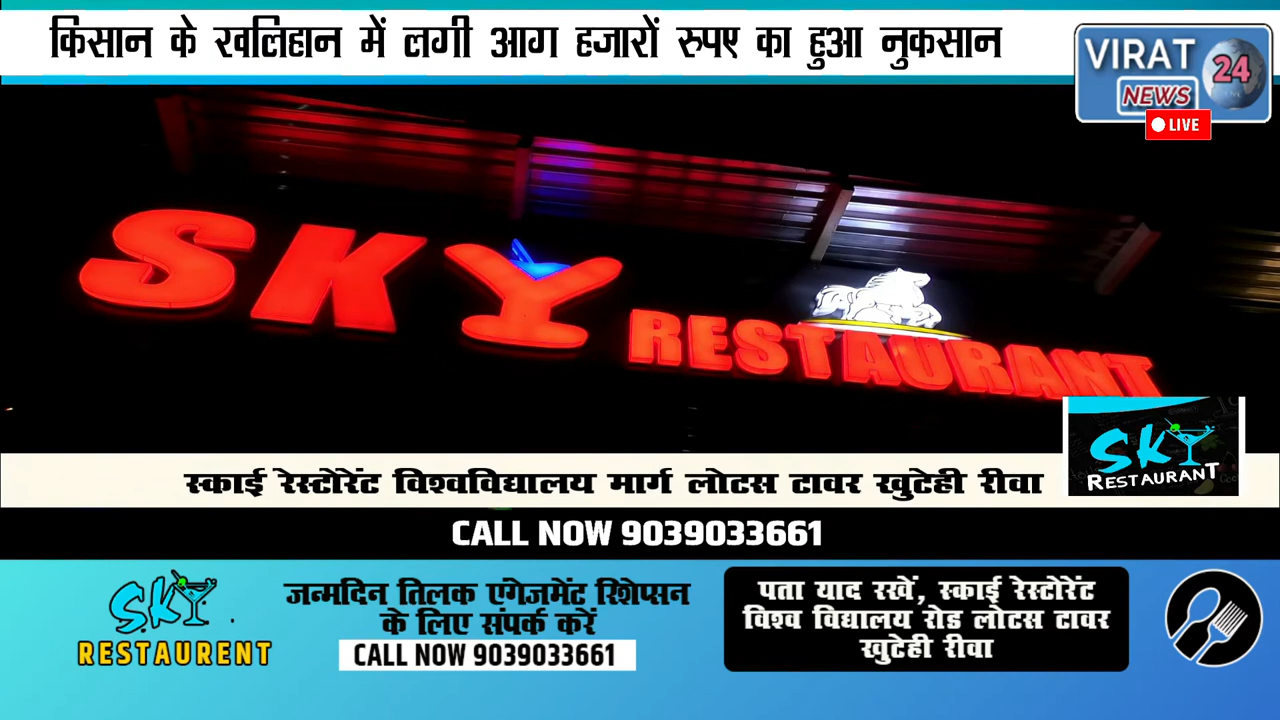 किसान के खलिहान में लगी आग हजारों रुपए का हुआ नुकसान
VIRAT
24
NEWS
LIVE
SKY RESTAURANT
SKY
RESTAURANT
स्काई रेस्टोरेंट विश्वविद्यालय मार्ग लोटस टावर खुटेही रीवा
CALL NOW 9039033661
SKY
RESTAURENT
जन्मदिन तिलक एंगेजमेंट रिशेप्सन
के लिए संपर्क करें
CALL NOW 9039033661
पता याद रखें, स्काई रेस्टोरेंट
विश्व विद्यालय रोड लोटस टावर
खुटेही रीवा